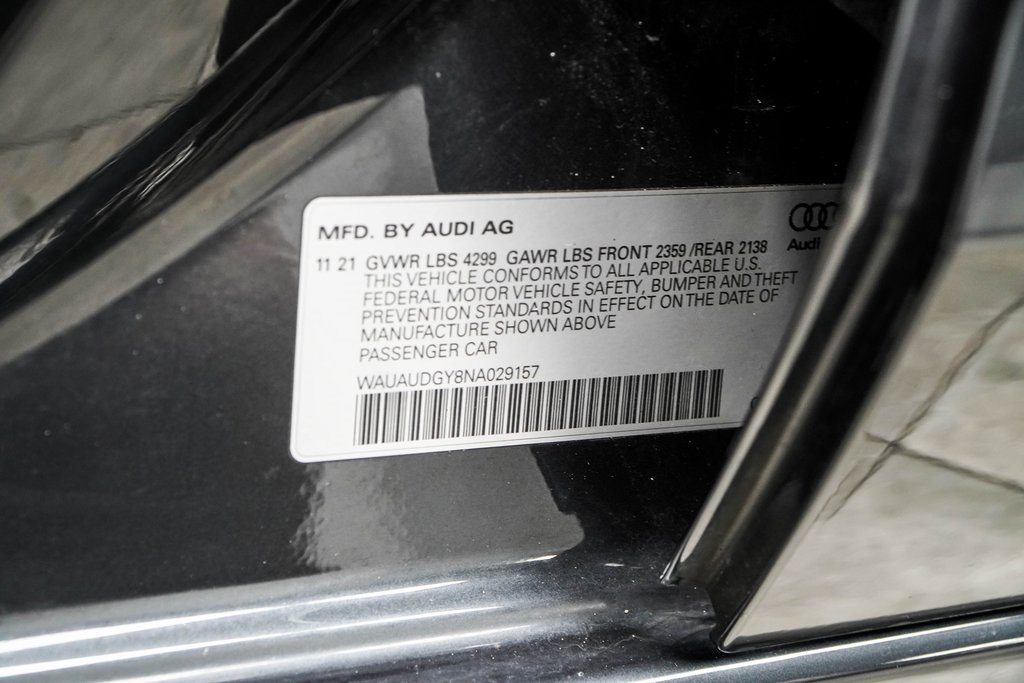 MFD. BY AUDI AG
Audi
11 21 GVWR LBS 4299 GAWR LBS FRONT 2359 /REAR 2138
THIS VEHICLE CONFORMS TO ALL APPLICABLE U.S.
FEDERAL MOTOR VEHICLE SAFETY, BUMPER AND THEFT
PREVENTION STANDARDS IN EFFECT ON THE DATE OF
MANUFACTURE SHOWN ABOVE
PASSENGER CAR
WAUAUDGY8NA029157